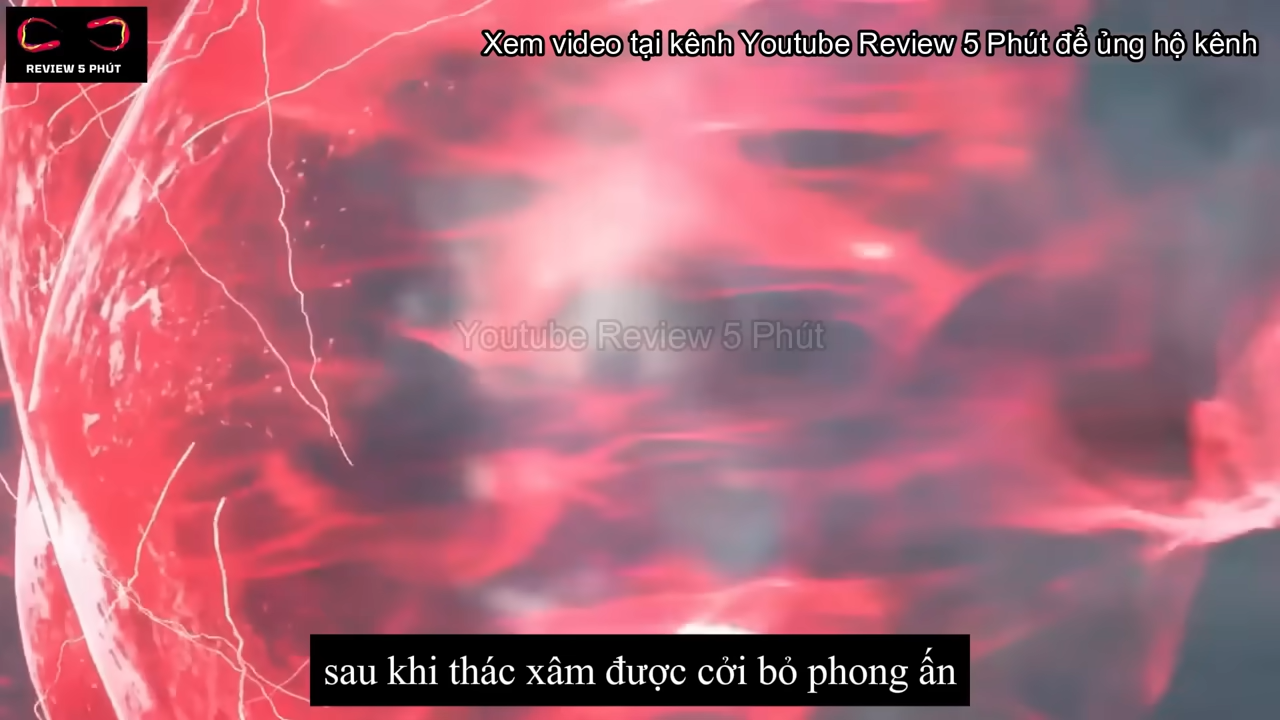 REVIEW 5 PHÚT
Xem video tại kênh Youtube Review 5 Phút để ủng hộ kênh
Youtube Review 5 Phút
sau khi thác xâm được cởi bỏ phong ấn